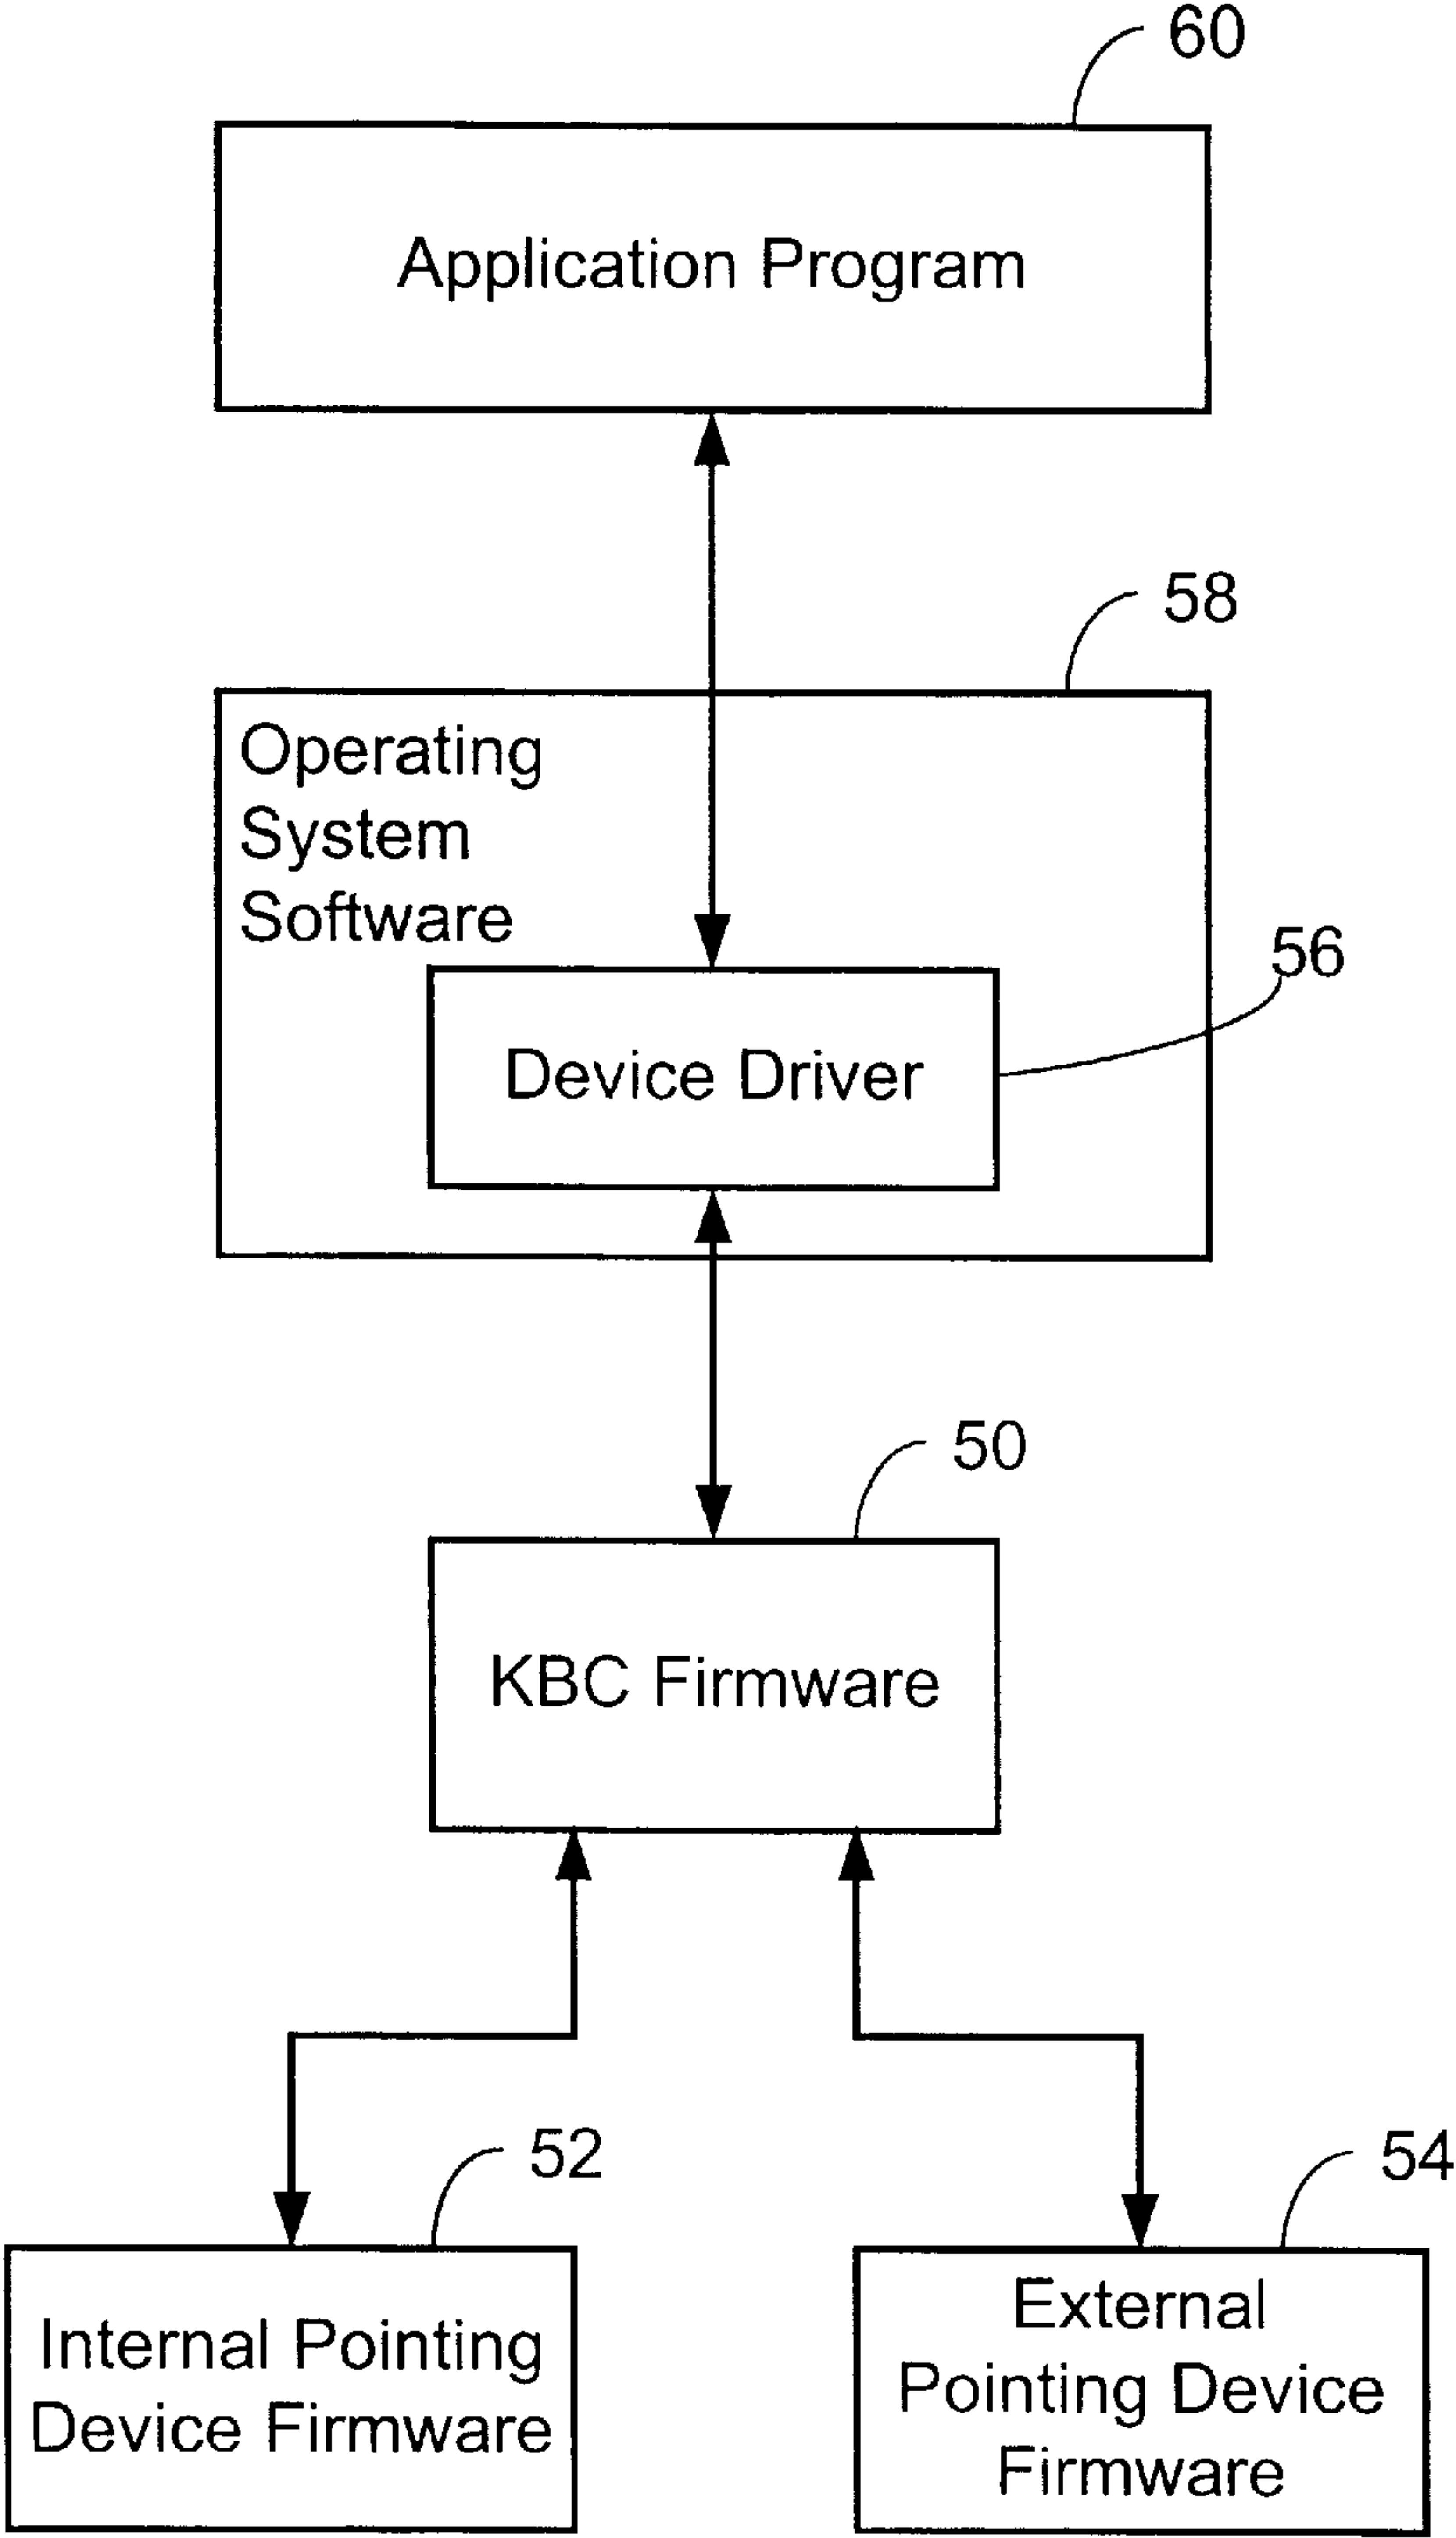 60
Application Program
58
Operating
System
Software
56
Device Driver
50
KBC Firmware
52
54
Internal Pointing
Device Firmware
External
Pointing Device
Firmware